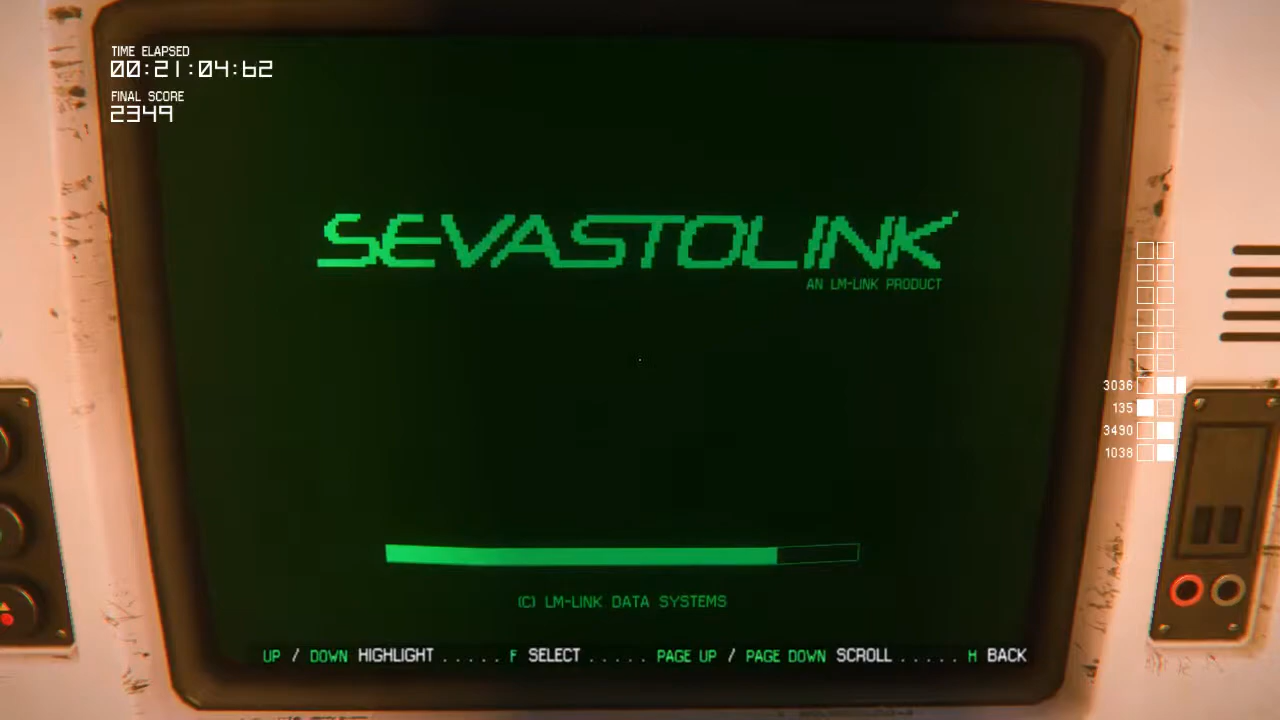 TIME ELAPSED
00:21:04:62
FINAL SCORE
2349
SEVASTOLINK
AN LM-LINK PRODUCT
3036
135
3490
1038
(C) LM-LINK DATA SYSTEMS
UP / DOWN HIGHLIGHT ..... F SELECT ..... PAGE UP / PAGE DOWN SCROLL ..... H BACK